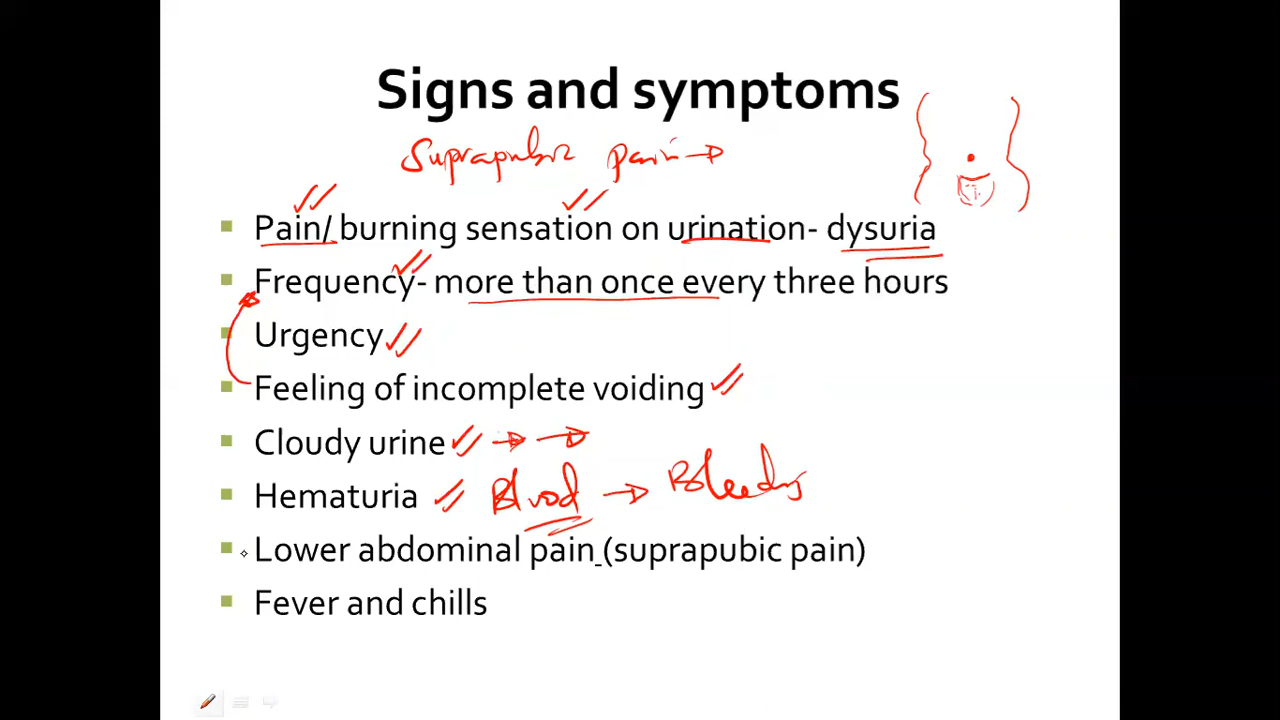 Signs and symptoms
Suprapubic pain
Pain/ burning sensation on urination- dysuria
Frequency- more than once every three hours
Urgency
Feeling of incomplete voiding
Cloudy urine
Hematuria Blood → Bleeding
Lower abdominal pain (suprapubic pain)
Fever and chills